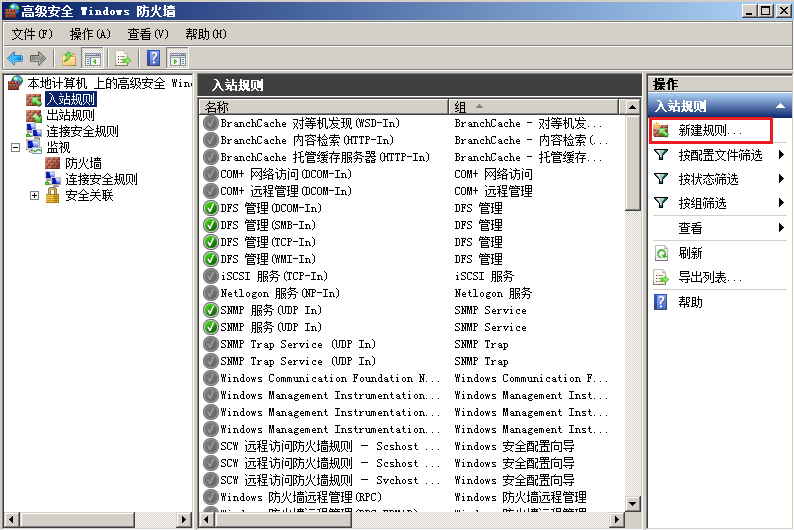 高级安全 Windows 防火墙
文件(F) 操作(A) 查看(V) 帮助(H)
本地计算机 上的高级安全 Win
入站规则
出站规则
连接安全规则
监视
防火墙
连接安全规则
安全关联
入站规则
名称 组
BranchCache 对等机发现(WSD-In) BranchCache - 对等机发...
BranchCache 内容检索(HTTP-In) BranchCache - 内容检索(...
BranchCache 托管缓存服务器(HTTP-In) BranchCache - 托管缓存...
COM+ 网络访问(DCOM-In) COM+ 网络访问
COM+ 远程管理(DCOM-In) COM+ 远程管理
DFS 管理(DCOM-In) DFS 管理
DFS 管理(SMB-In) DFS 管理
DFS 管理(TCP-In) DFS 管理
DFS 管理(WMI-In) DFS 管理
iSCSI 服务(TCP-In) iSCSI 服务
Netlogon 服务(NP-In) Netlogon 服务
SNMP 服务(UDP In) SNMP Service
SNMP 服务(UDP In) SNMP Service
SNMP Trap Service (UDP In) SNMP Trap
SNMP Trap Service (UDP In) SNMP Trap
Windows Communication Foundation N... Windows Communication F...
Windows Management Instrumentation... Windows Management Inst...
Windows Management Instrumentation... Windows Management Inst...
Windows Management Instrumentation... Windows Management Inst...
SCW 远程访问防火墙规则 - Scshost ... Windows 安全配置向导
SCW 远程访问防火墙规则 - Scshost ... Windows 安全配置向导
SCW 远程访问防火墙规则 - Svchost ... Windows 安全配置向导
Windows 防火墙远程管理(RPC) Windows 防火墙远程管理
操作
入站规则
新建规则...
按配置文件筛选
按状态筛选
按组筛选
查看
刷新
导出列表...
帮助